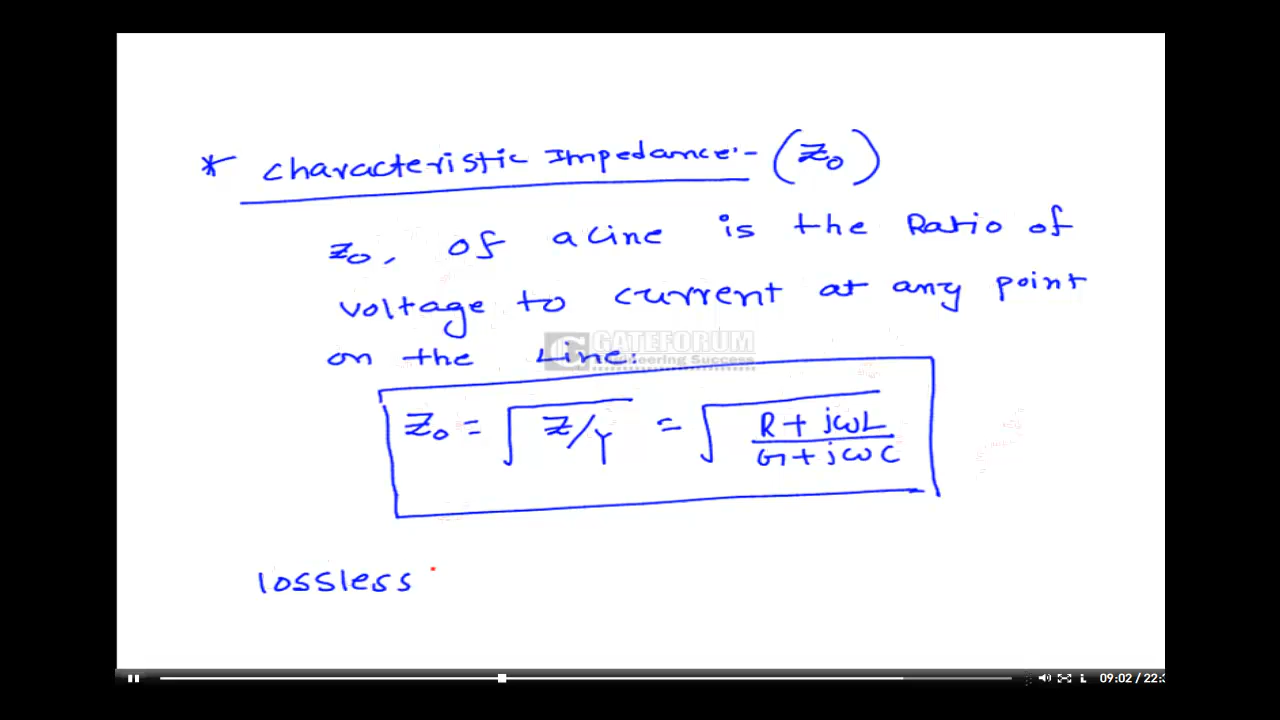 * Characteristic Impedance:- (Z0)
Z0, of a Line is the Ratio of
voltage to current at any point
on the Line.
GATEFORUM
Engineering Success
Z0 = √Z/Y = √(R + jωL / G + jωC)
lossless
09:02 / 22: